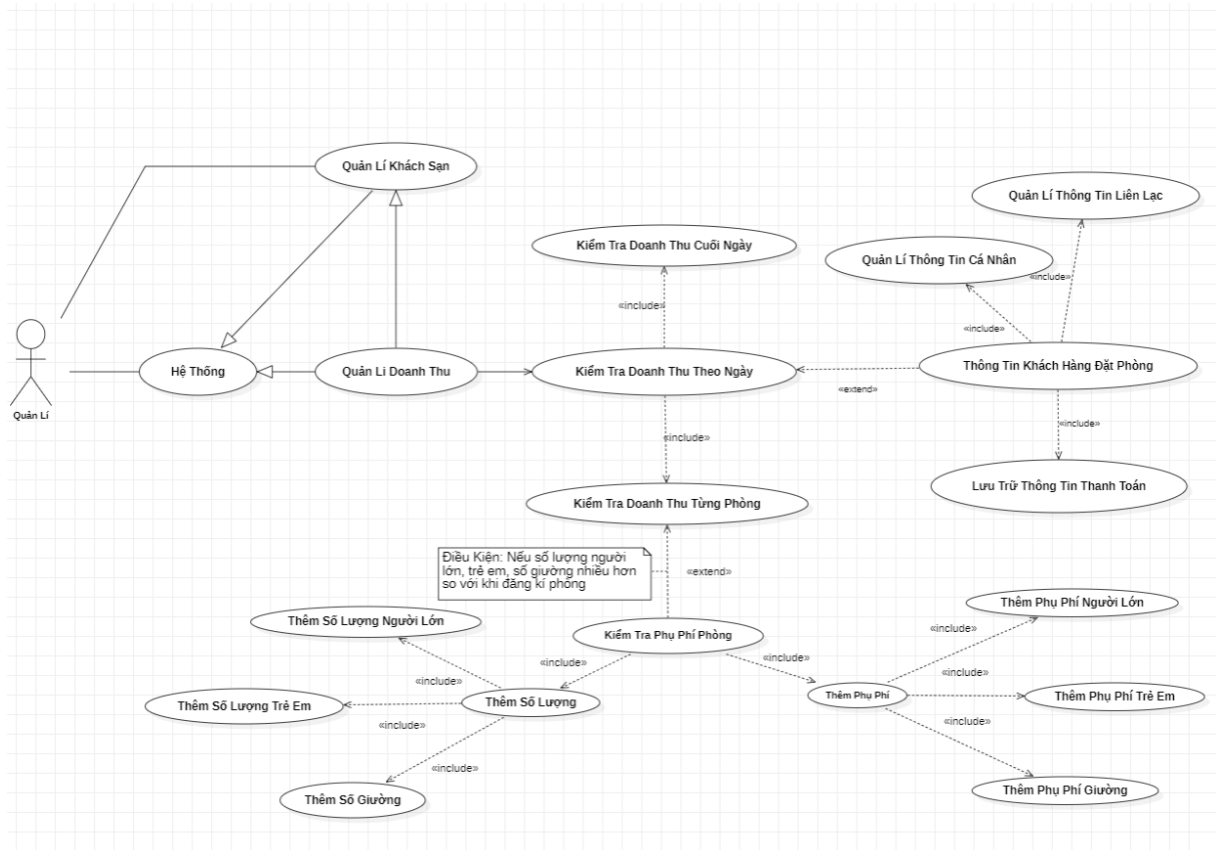 Quản Lí Khách Sạn
Quản Lí Thông Tin Liên Lạc
Kiểm Tra Doanh Thu Cuối Ngày
Quản Lí Thông Tin Cá Nhân
«include»
«include»
«include»
Hệ Thống
Quản Li Doanh Thu
Kiểm Tra Doanh Thu Theo Ngày
Thông Tin Khách Hàng Đặt Phòng
«extend»
Quản Lí
«include»
«include»
Lưu Trữ Thông Tin Thanh Toán
Kiểm Tra Doanh Thu Từng Phòng
Điều Kiện: Nếu số lượng người
lớn, trẻ em, số giường nhiều hơn
so với khi đăng kí phòng
«extend»
Thêm Phụ Phí Người Lớn
Thêm Số Lượng Người Lớn
Kiểm Tra Phụ Phí Phòng
«include»
«include»
«include»
«include»
«include»
Thêm Số Lượng Trẻ Em
Thêm Số Lượng
Thêm Phụ Phí
Thêm Phụ Phí Trẻ Em
«include»
«include»
«include»
Thêm Số Giường
Thêm Phụ Phí Giường